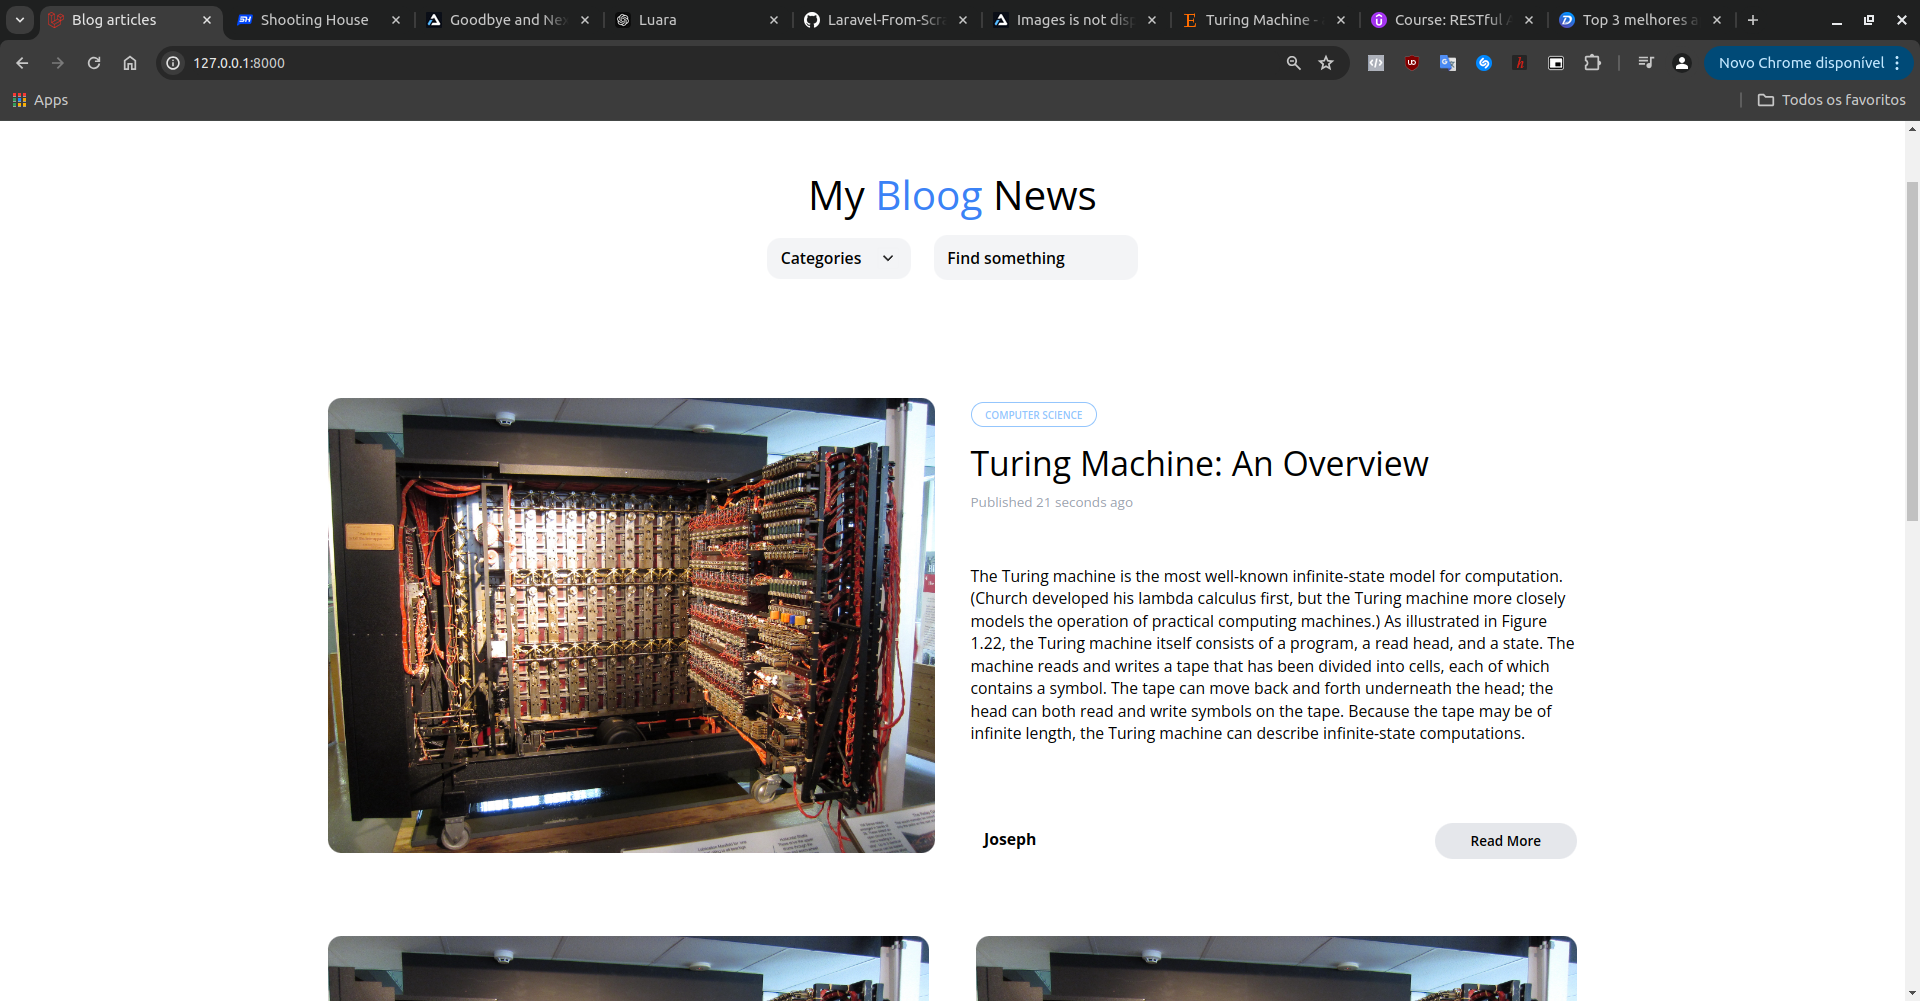 Blog articles
Shooting House
Goodbye and Ne
Luara
Laravel-From-Scra
Images is not disp
Turing Machine -
Course: RESTful A
Top 3 melhores a
127.0.0.1:8000
Novo Chrome disponível
Apps
Todos os favoritos
My Bloog News
Categories
Find something
COMPUTER SCIENCE
Turing Machine: An Overview
Published 21 seconds ago
The Turing machine is the most well-known infinite-state model for computation.
(Church developed his lambda calculus first, but the Turing machine more closely
models the operation of practical computing machines.) As illustrated in Figure
1.22, the Turing machine itself consists of a program, a read head, and a state. The
machine reads and writes a tape that has been divided into cells, each of which
contains a symbol. The tape can move back and forth underneath the head; the
head can both read and write symbols on the tape. Because the tape may be of
infinite length, the Turing machine can describe infinite-state computations.
Joseph
Read More